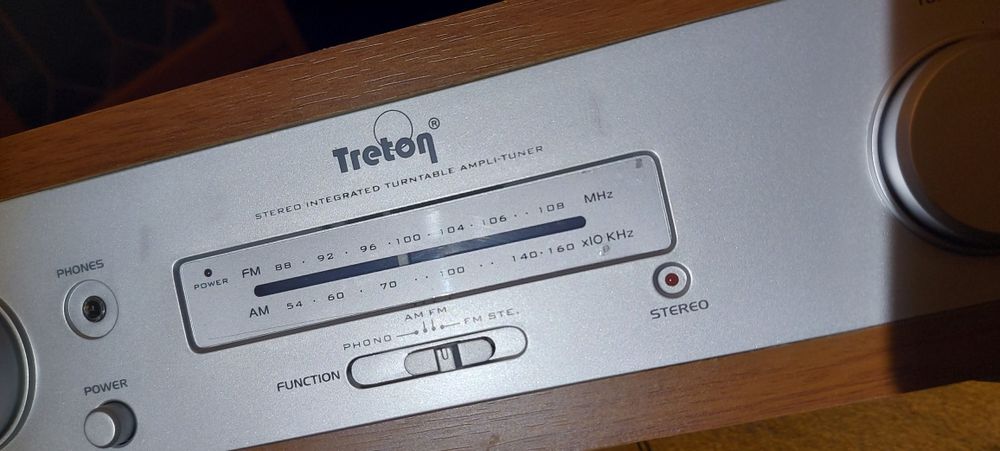 Treton ®
STEREO INTEGRATED TURNTABLE AMPLI-TUNER
PHONES
POWER
FM 88 · 92 · 96 · 100 · 104 · 106 · · 108 MHz
AM 54 · 60 · 70 · · 100 · · 140 · 160 x10 KHz
AM FM
PHONO FM STE.
FUNCTION
STEREO
POWER